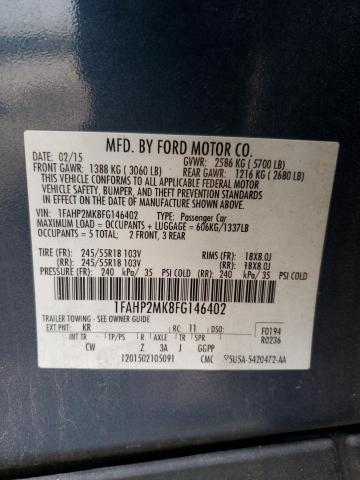 MFD. BY FORD MOTOR CO.
DATE: 02/15 GVWR: 2586 KG ( 5700 LB)
FRONT GAWR: 1388 KG ( 3060 LB) REAR GAWR: 1216 KG ( 2680 LB)
THIS VEHICLE CONFORMS TO ALL APPLICABLE FEDERAL MOTOR
VEHICLE SAFETY, BUMPER, AND THEFT PREVENTION STANDARDS
IN EFFECT ON THE DATE OF MANUFACTURE SHOWN ABOVE.
VIN: 1FAHP2MK8FG146402 TYPE: Passenger Car
MAXIMUM LOAD = OCCUPANTS + LUGGAGE = 606KG/1337LB
OCCUPANTS = 5 TOTAL: 2 FRONT, 3 REAR
TIRE (FR): 245/55R18 103V RIMS (FR): 18X8.0J
(RR): 245/55R18 103V (RR): 18X8.0J
PRESSURE (FR): 240 kPa/ 35 PSI COLD (RR): 240 kPa/ 35 PSI COLD
1FAHP2MK8FG146402
TRAILER TOWING - SEE OWNER GUIDE
EXT PNT: KR RC: 11 DSO: F0194
WB BRK INT TR TP/PS R AXLE TR SPR R0236
CW Z 3A J GGPP
1201502105091 CMC 5U5A-5420472-AA